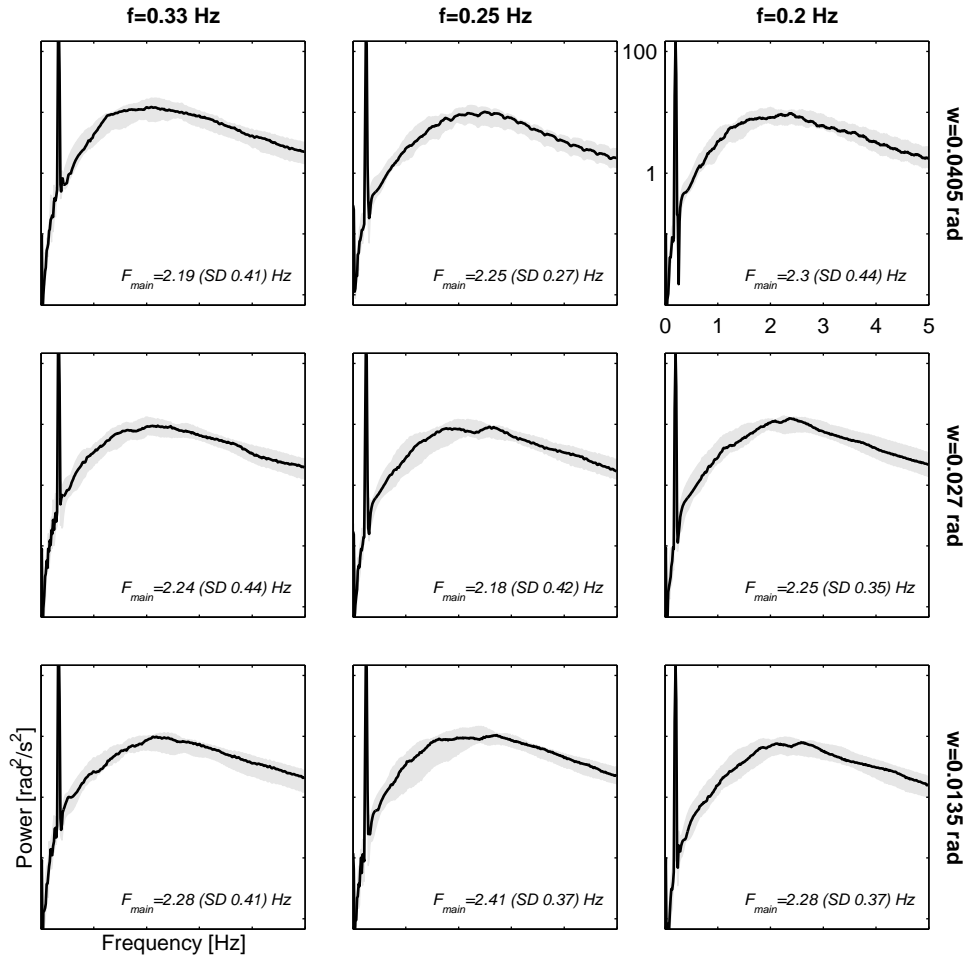 f=0.33 Hz
f=0.25 Hz
f=0.2 Hz
100
1
w=0.0405 rad
F_main=2.19 (SD 0.41) Hz
F_main=2.25 (SD 0.27) Hz
F_main=2.3 (SD 0.44) Hz
0 1 2 3 4 5
w=0.027 rad
F_main=2.24 (SD 0.44) Hz
F_main=2.18 (SD 0.42) Hz
F_main=2.25 (SD 0.35) Hz
Power [rad²/s²]
w=0.0135 rad
F_main=2.28 (SD 0.41) Hz
F_main=2.41 (SD 0.37) Hz
F_main=2.28 (SD 0.37) Hz
Frequency [Hz]